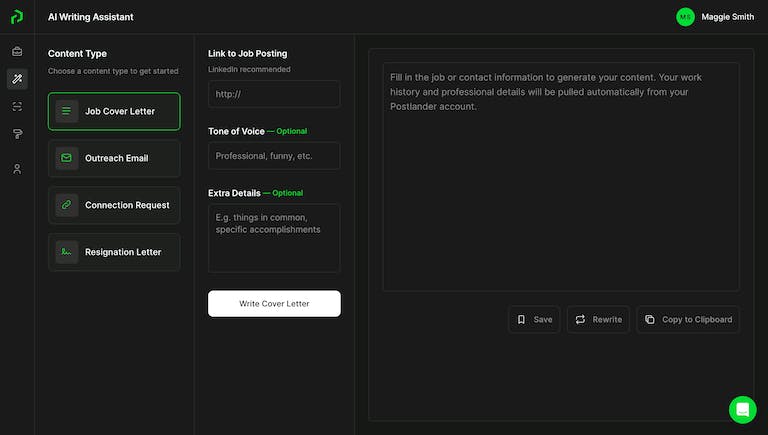 AI Writing Assistant
MS
Maggie Smith
Content Type
Choose a content type to get started
Job Cover Letter
Outreach Email
Connection Request
Resignation Letter
Link to Job Posting
LinkedIn recommended
http://
Tone of Voice — Optional
Professional, funny, etc.
Extra Details — Optional
E.g. things in common,
specific accomplishments
Write Cover Letter
Fill in the job or contact information to generate your content. Your work
history and professional details will be pulled automatically from your
Postlander account.
Save
Rewrite
Copy to Clipboard